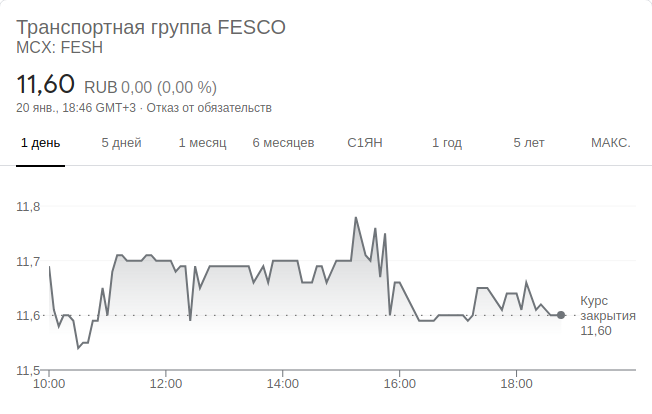 Транспортная группа FESCO
MCX: FESH
11,60 RUB 0,00 (0,00 %)
20 янв., 18:46 GMT+3 · Отказ от обязательств
1 день 5 дней 1 месяц 6 месяцев С1ЯН 1 год 5 лет МАКС.
11,8
11,7
11,6
11,5
Курс
закрытия
11,60
10:00 12:00 14:00 16:00 18:00